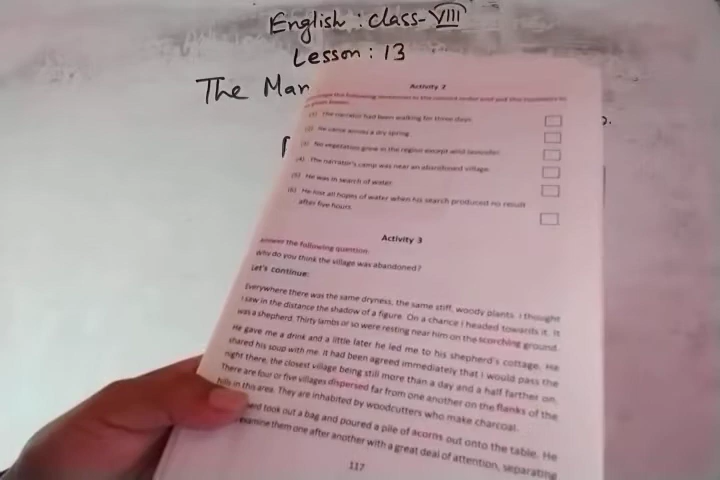 English : class-VIII
Lesson : 13
The Man
Activity 2
the following sentences in the
(1) The narrator had been walking for three days.
(2) He came across a dry spring.
(3) No vegetation grew in the region except wild lavender.
(4) The narrator's camp was near an abandoned village.
(5) He was in search of water.
(6) He lost all hopes of water when his search produced no result
after five hours.
Activity 3
Answer the following question:
Why do you think the village was abandoned?
Let's continue:
Everywhere there was the same dryness, the same stiff, woody plants. I thought
I saw in the distance the shadow of a figure. On a chance I headed towards it. It
was a shepherd. Thirty lambs or so were resting near him on the scorching ground.
He gave me a drink and a little later he led me to his shepherd's cottage. He
shared his soup with me. It had been agreed immediately that I would pass the
night there, the closest village being still more than a day and a half farther on.
There are four or five villages dispersed far from one another on the flanks of the
hills in this area. They are inhabited by woodcutters who make charcoal.
took out a bag and poured a pile of acorns out onto the table. He
examine them one after another with a great deal of attention, separating
117